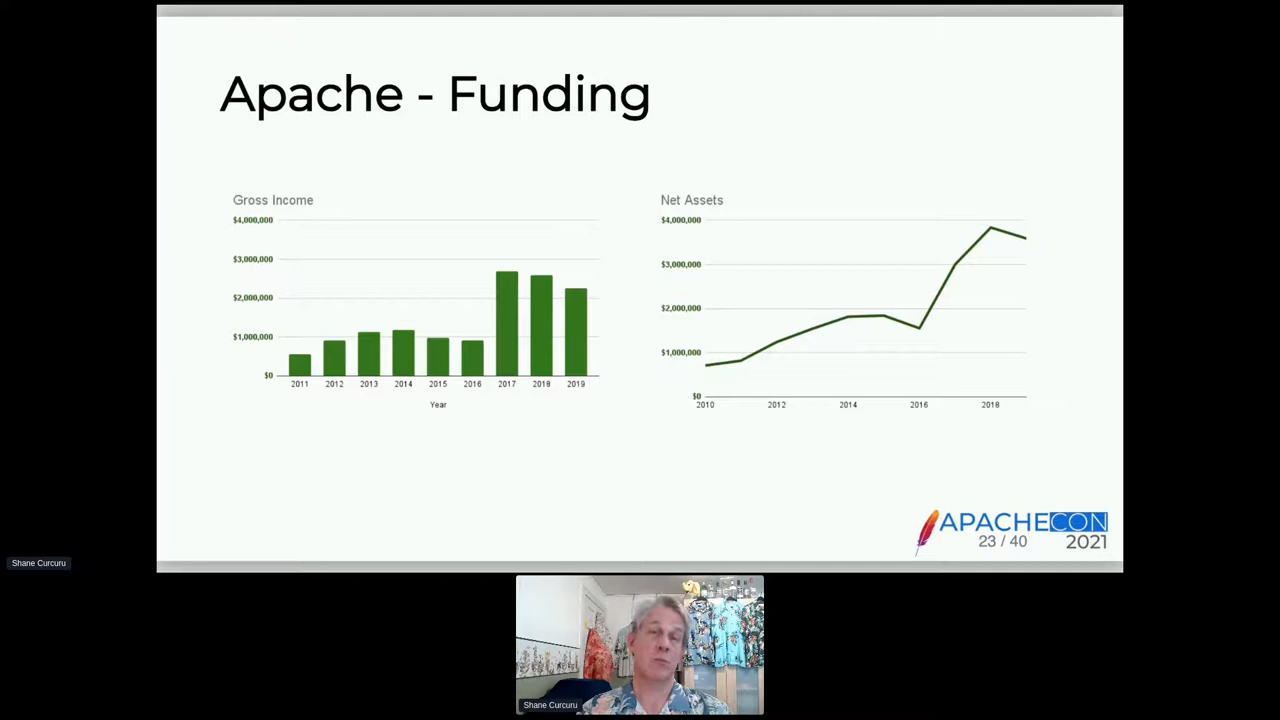 Apache - Funding
Gross Income
$4,000,000
$3,000,000
$2,000,000
$1,000,000
$0
2011 2012 2013 2014 2015 2016 2017 2018 2019
Year
Net Assets
$4,000,000
$3,000,000
$2,000,000
$1,000,000
$0
2010 2012 2014 2016 2018
APACHECON
23 / 40
2021
Shane Curcuru
Shane Curcuru